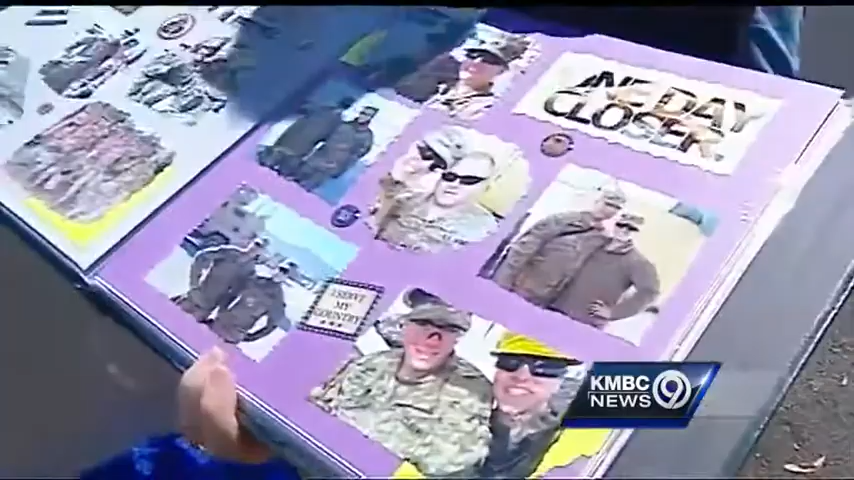 ONE DAY
CLOSER.
I SERVE
MY
COUNTRY
KMBC 9
NEWS